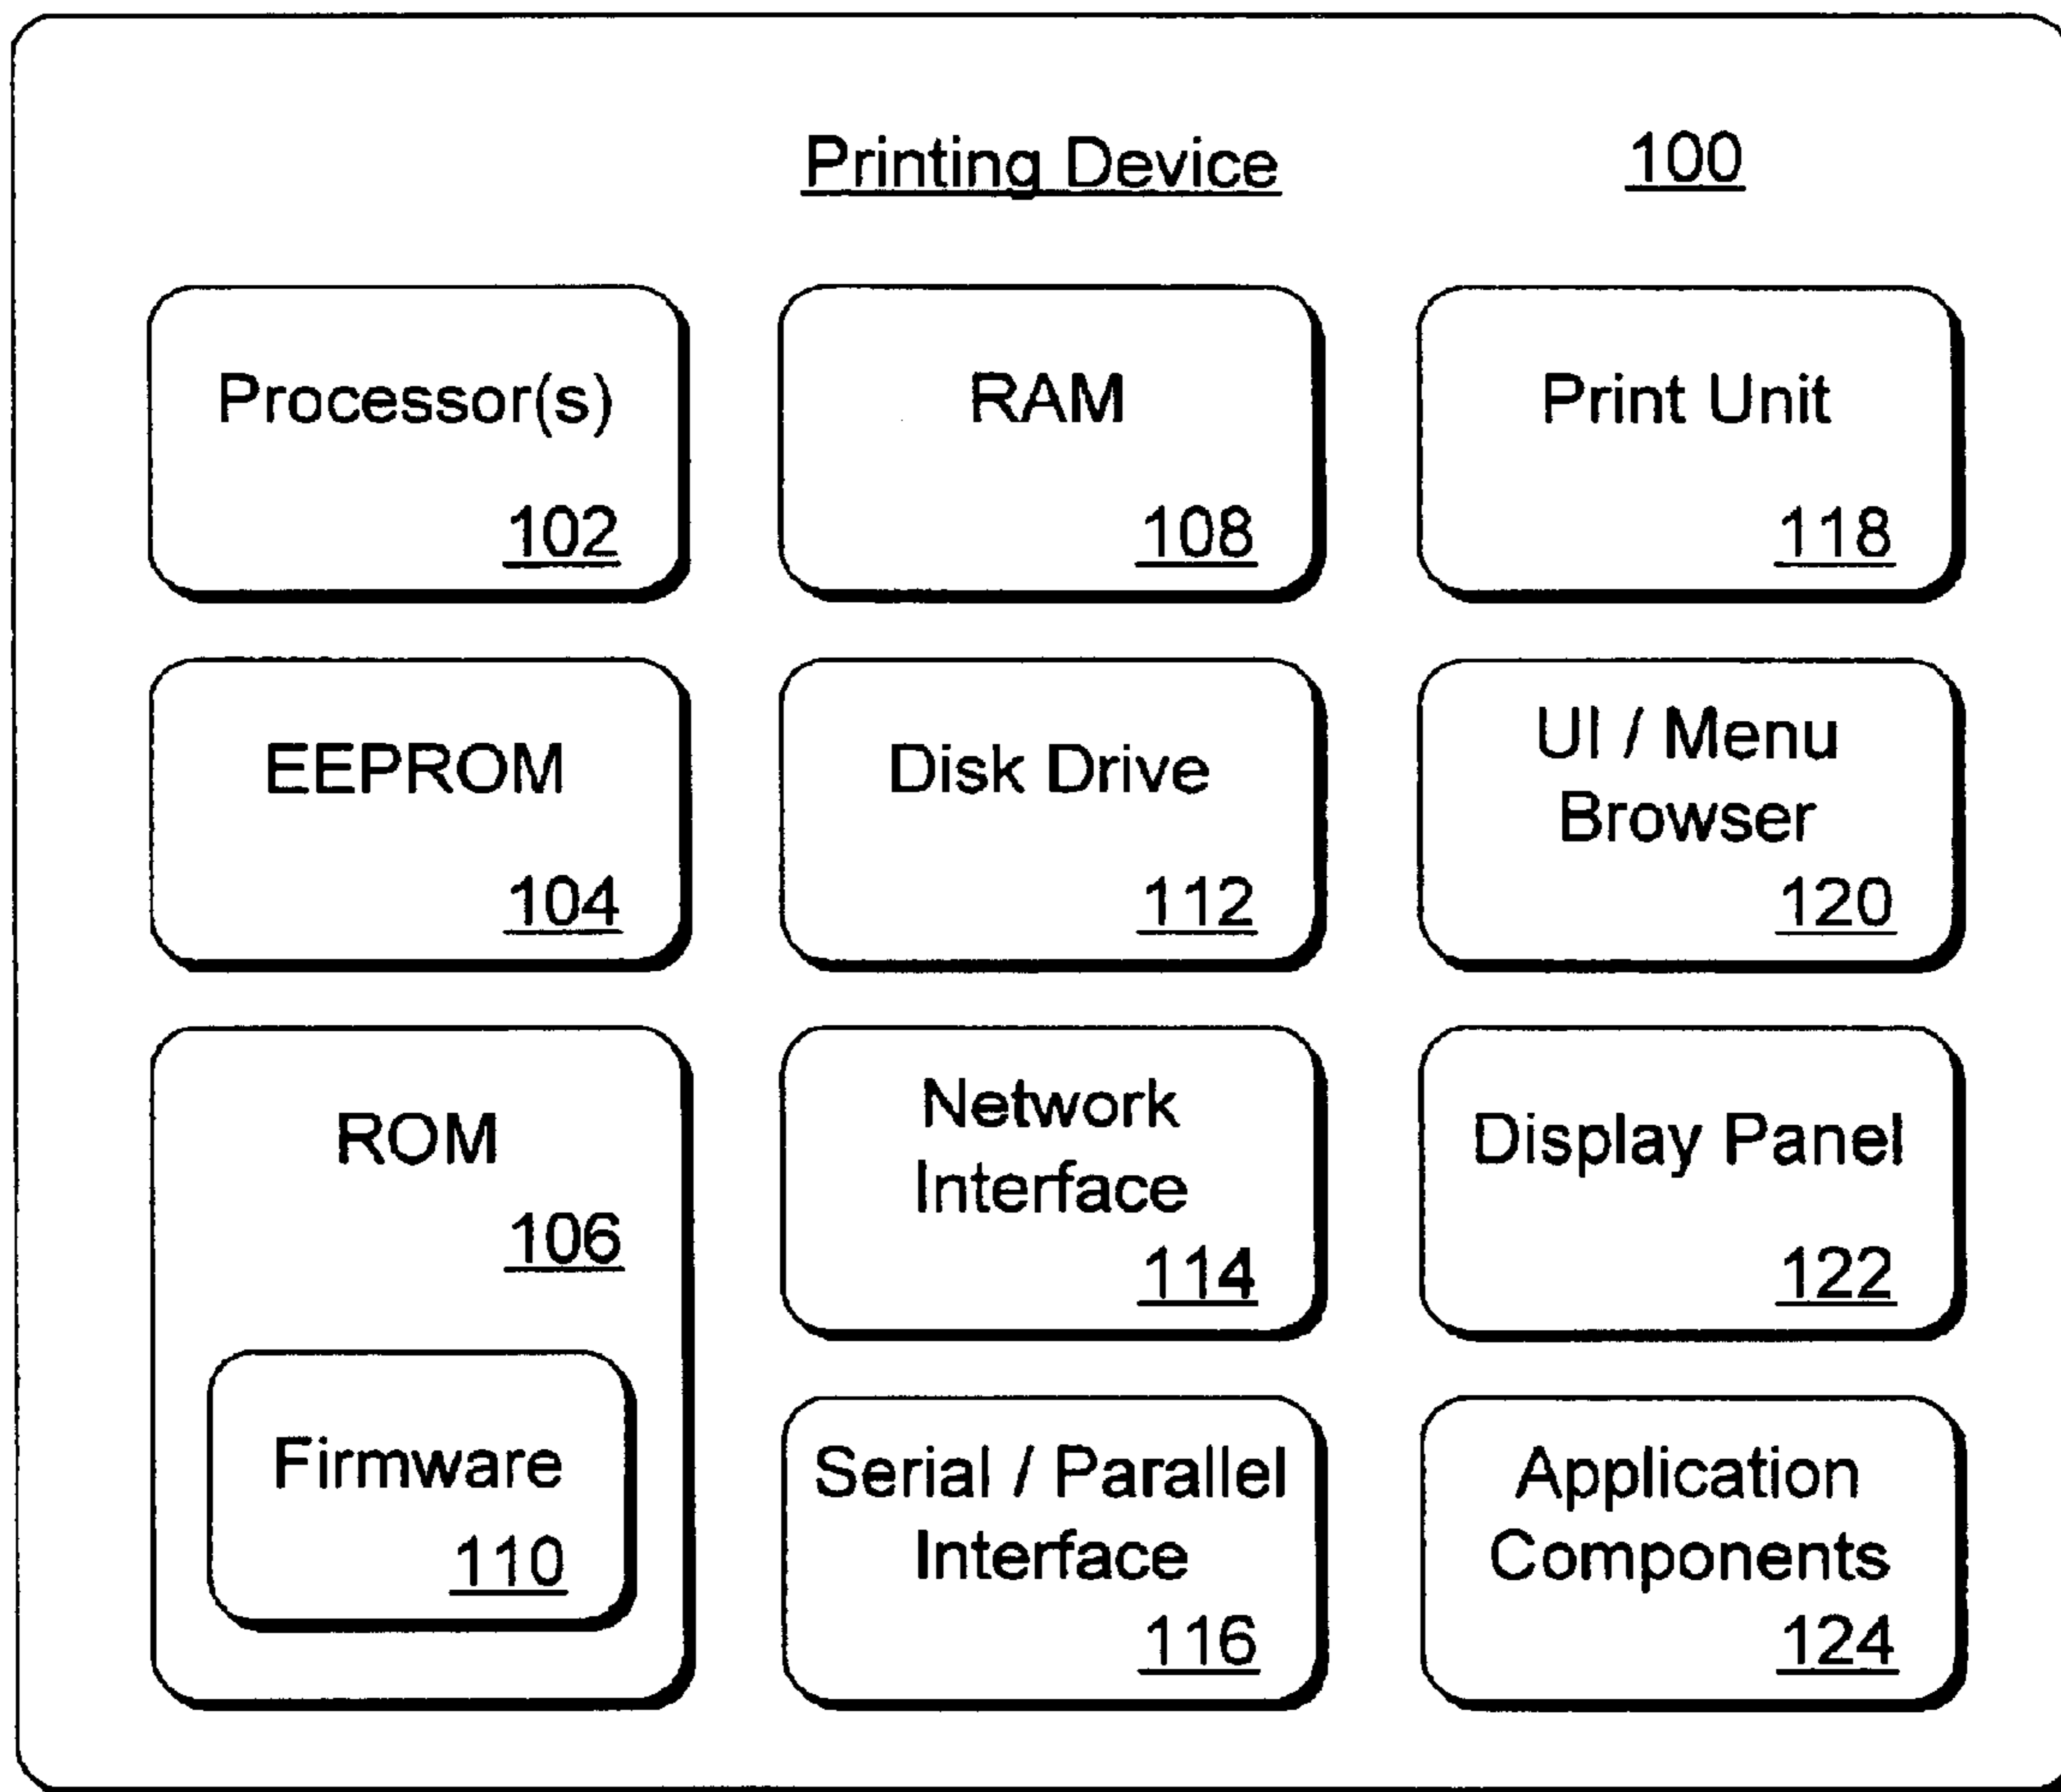 Printing Device 100
Processor(s)
102
RAM
108
Print Unit
118
EEPROM
104
Disk Drive
112
UI / Menu
Browser
120
ROM
106
Firmware
110
Network
Interface
114
Display Panel
122
Serial / Parallel
Interface
116
Application
Components
124